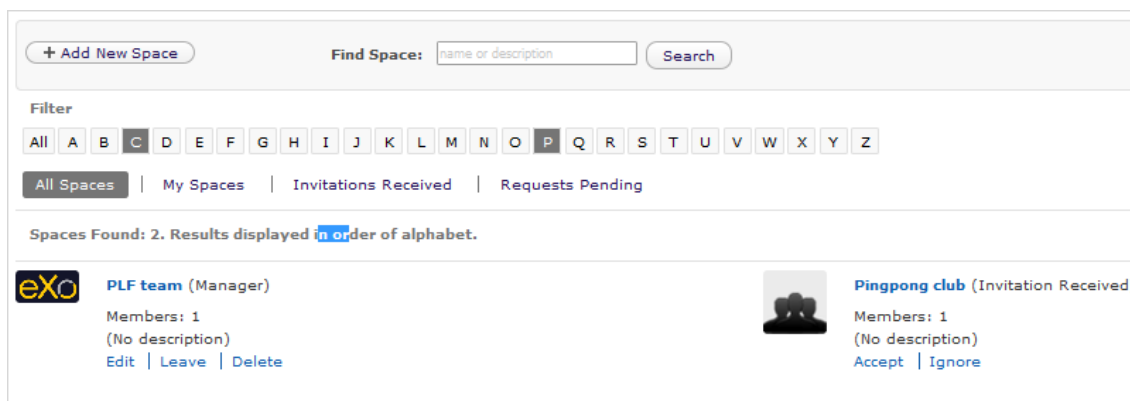 + Add New Space Find Space: name or description Search
Filter
All A B C D E F G H I J K L M N O P Q R S T U V W X Y Z
All Spaces | My Spaces | Invitations Received | Requests Pending
Spaces Found: 2. Results displayed in order of alphabet.
eXo PLF team (Manager)
Members: 1
(No description)
Edit | Leave | Delete
Pingpong club (Invitation Received
Members: 1
(No description)
Accept | Ignore